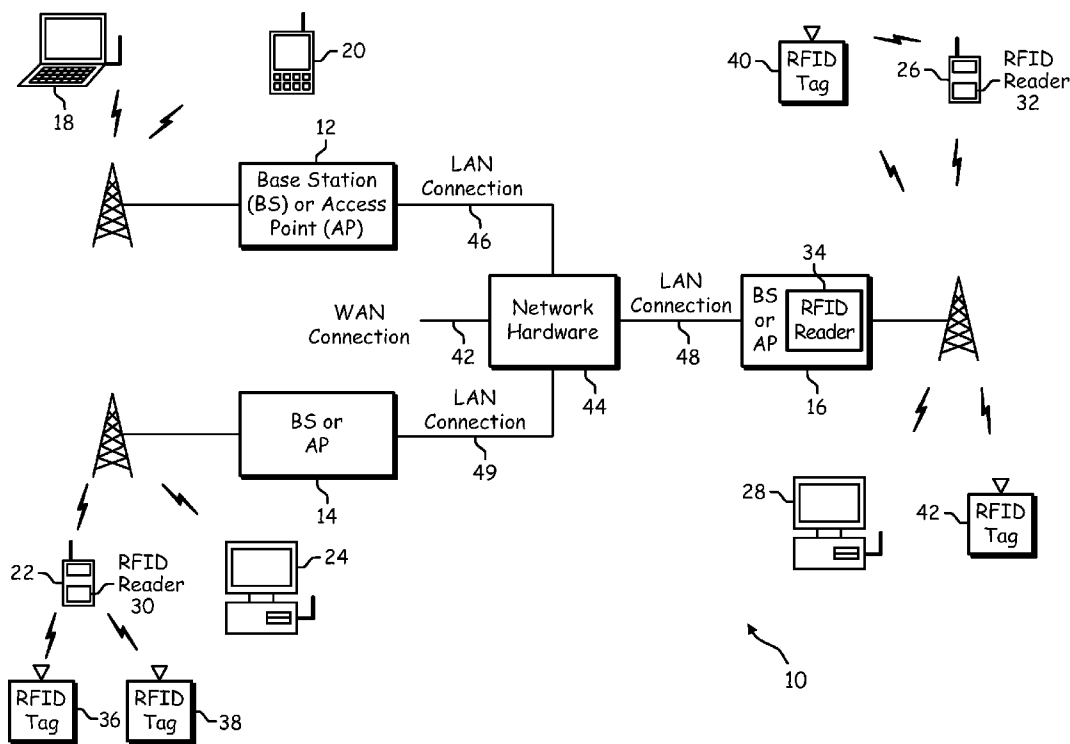 18
20
40
RFID
Tag
26
RFID
Reader
32
12
Base Station
(BS) or Access
Point (AP)
LAN
Connection
46
WAN
Connection
42
Network
Hardware
44
LAN
Connection
48
34
BS
or
AP
RFID
Reader
16
BS or
AP
14
LAN
Connection
49
22
RFID
Reader
30
24
RFID
Tag
36
RFID
Tag
38
28
42
RFID
Tag
10